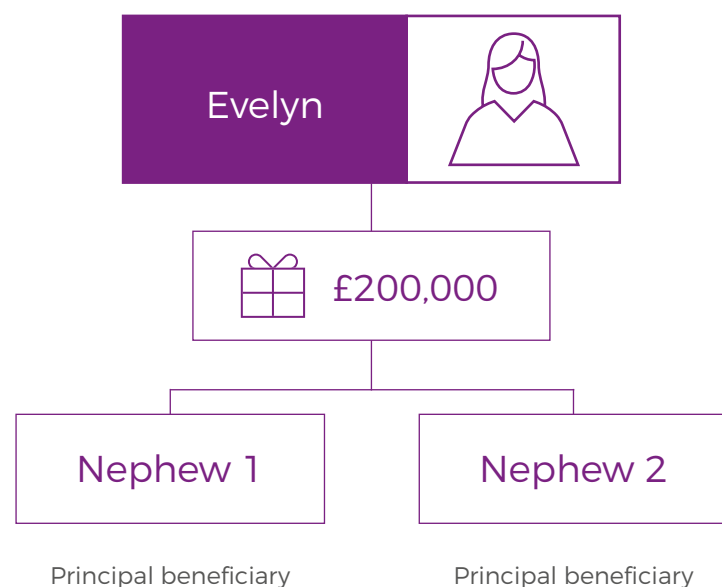 Evelyn
£200,000
Nephew 1
Nephew 2
Principal beneficiary
Principal beneficiary